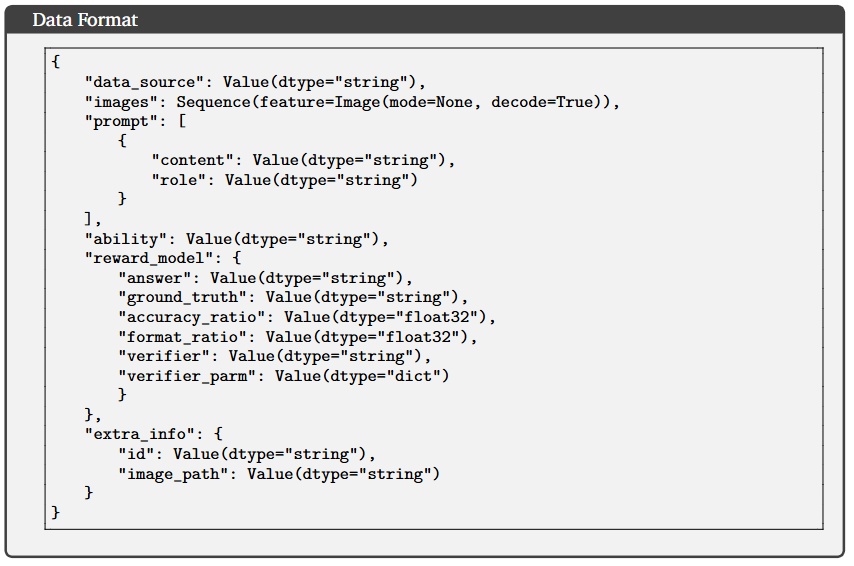 Data Format
{
    "data_source": Value(dtype="string"),
    "images": Sequence(feature=Image(mode=None, decode=True)),
    "prompt": [
        {
            "content": Value(dtype="string"),
            "role": Value(dtype="string")
        }
    ],
    "ability": Value(dtype="string"),
    "reward_model": {
        "answer": Value(dtype="string"),
        "ground_truth": Value(dtype="string"),
        "accuracy_ratio": Value(dtype="float32"),
        "format_ratio": Value(dtype="float32"),
        "verifier": Value(dtype="string"),
        "verifier_parm": Value(dtype="dict")
        }
    },
    "extra_info": {
        "id": Value(dtype="string"),
        "image_path": Value(dtype="string")
    }
}